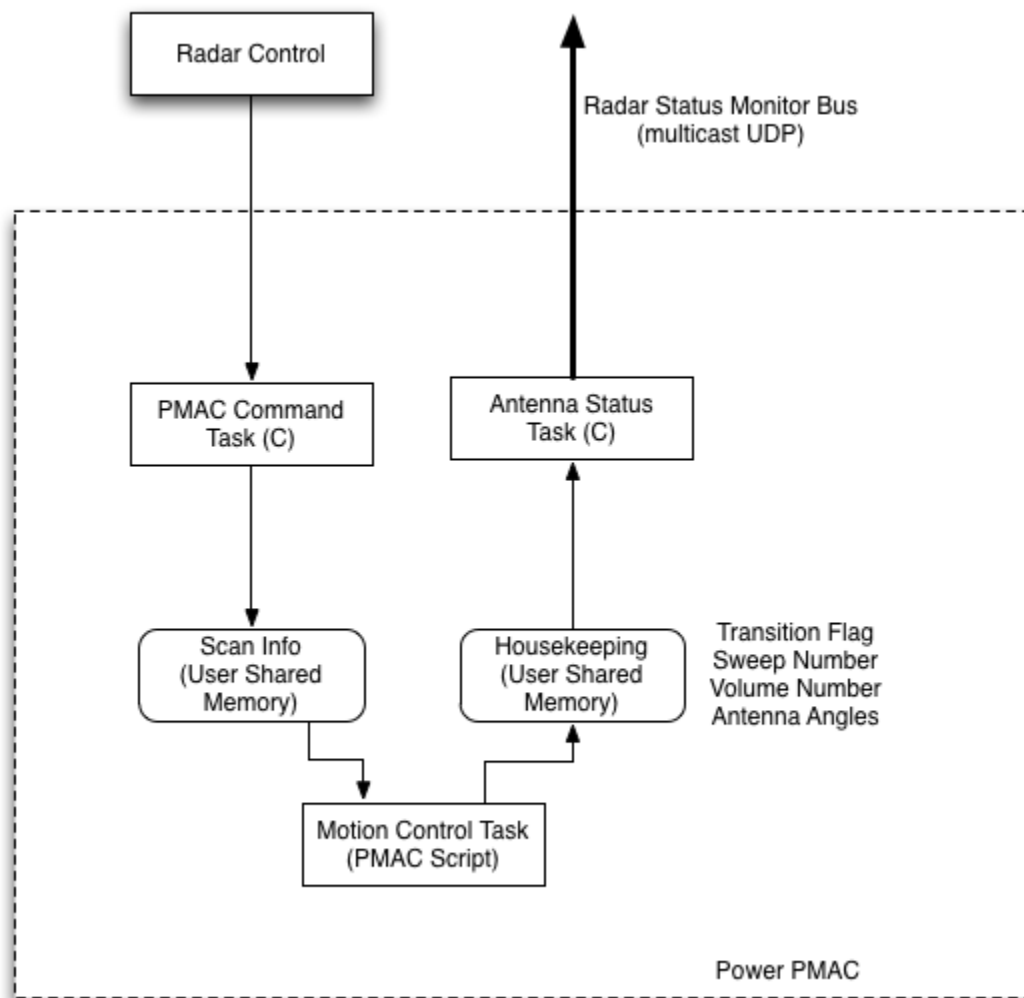 Radar Control
Radar Status Monitor Bus
(multicast UDP)
PMAC Command
Task (C)
Antenna Status
Task (C)
Scan Info
(User Shared
Memory)
Housekeeping
(User Shared
Memory)
Transition Flag
Sweep Number
Volume Number
Antenna Angles
Motion Control Task
(PMAC Script)
Power PMAC